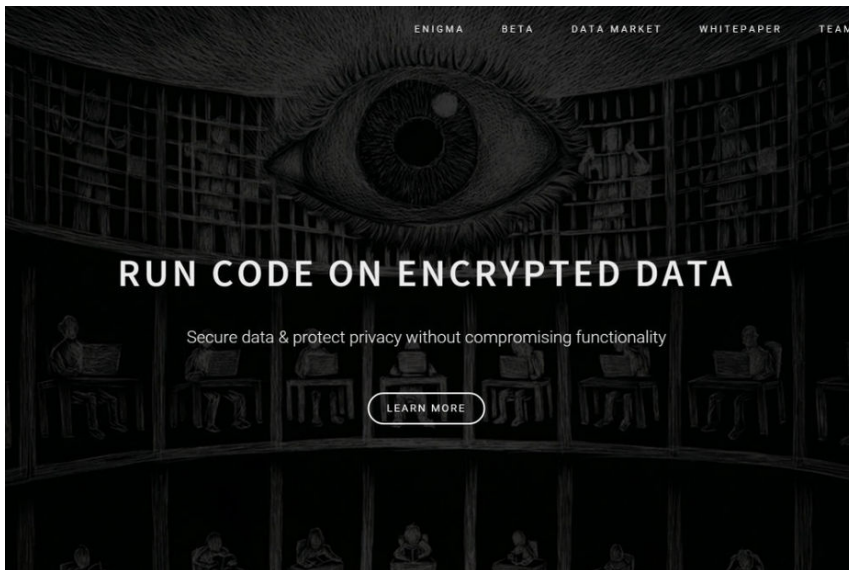 ENIGMA BETA DATA MARKET WHITEPAPER TEAM
RUN CODE ON ENCRYPTED DATA
Secure data & protect privacy without compromising functionality
LEARN MORE